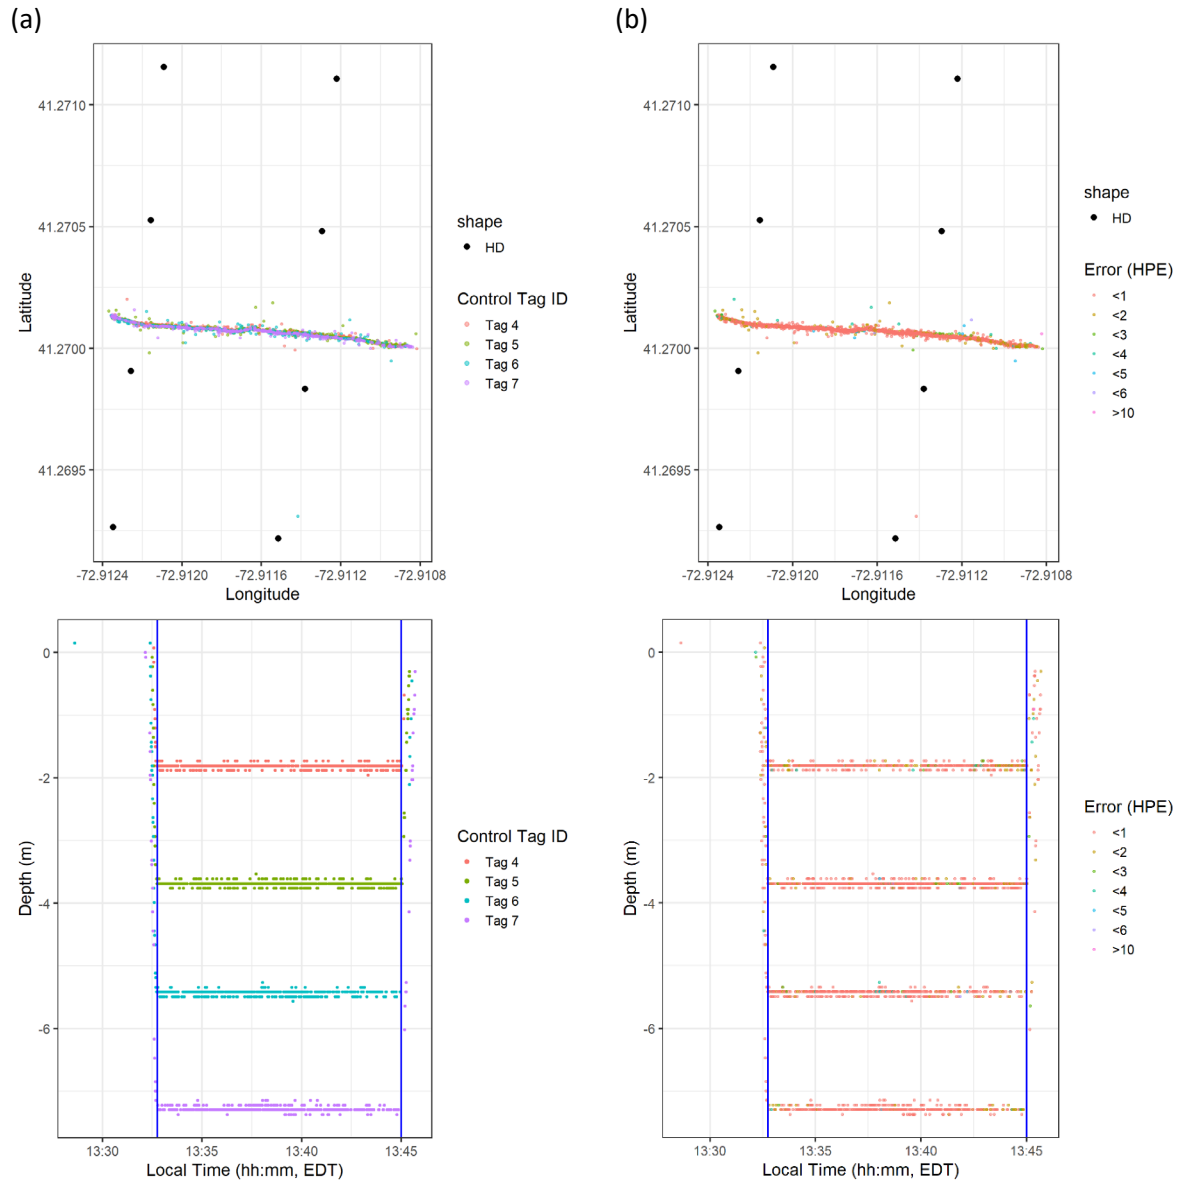 (a)
(b)
41.2710
41.2705
41.2700
41.2695
Latitude
-72.9124
-72.9120
-72.9116
-72.9112
-72.9108
Longitude
shape
HD
Control Tag ID
Tag 4
Tag 5
Tag 6
Tag 7
41.2710
41.2705
41.2700
41.2695
Latitude
-72.9124
-72.9120
-72.9116
-72.9112
-72.9108
Longitude
shape
HD
Error (HPE)
<1
<2
<3
<4
<5
<6
>10
0
-2
-4
-6
Depth (m)
13:30
13:35
13:40
13:45
Local Time (hh:mm, EDT)
Control Tag ID
Tag 4
Tag 5
Tag 6
Tag 7
0
-2
-4
-6
Depth (m)
13:30
13:35
13:40
13:45
Local Time (hh:mm, EDT)
Error (HPE)
<1
<2
<3
<4
<5
<6
>10